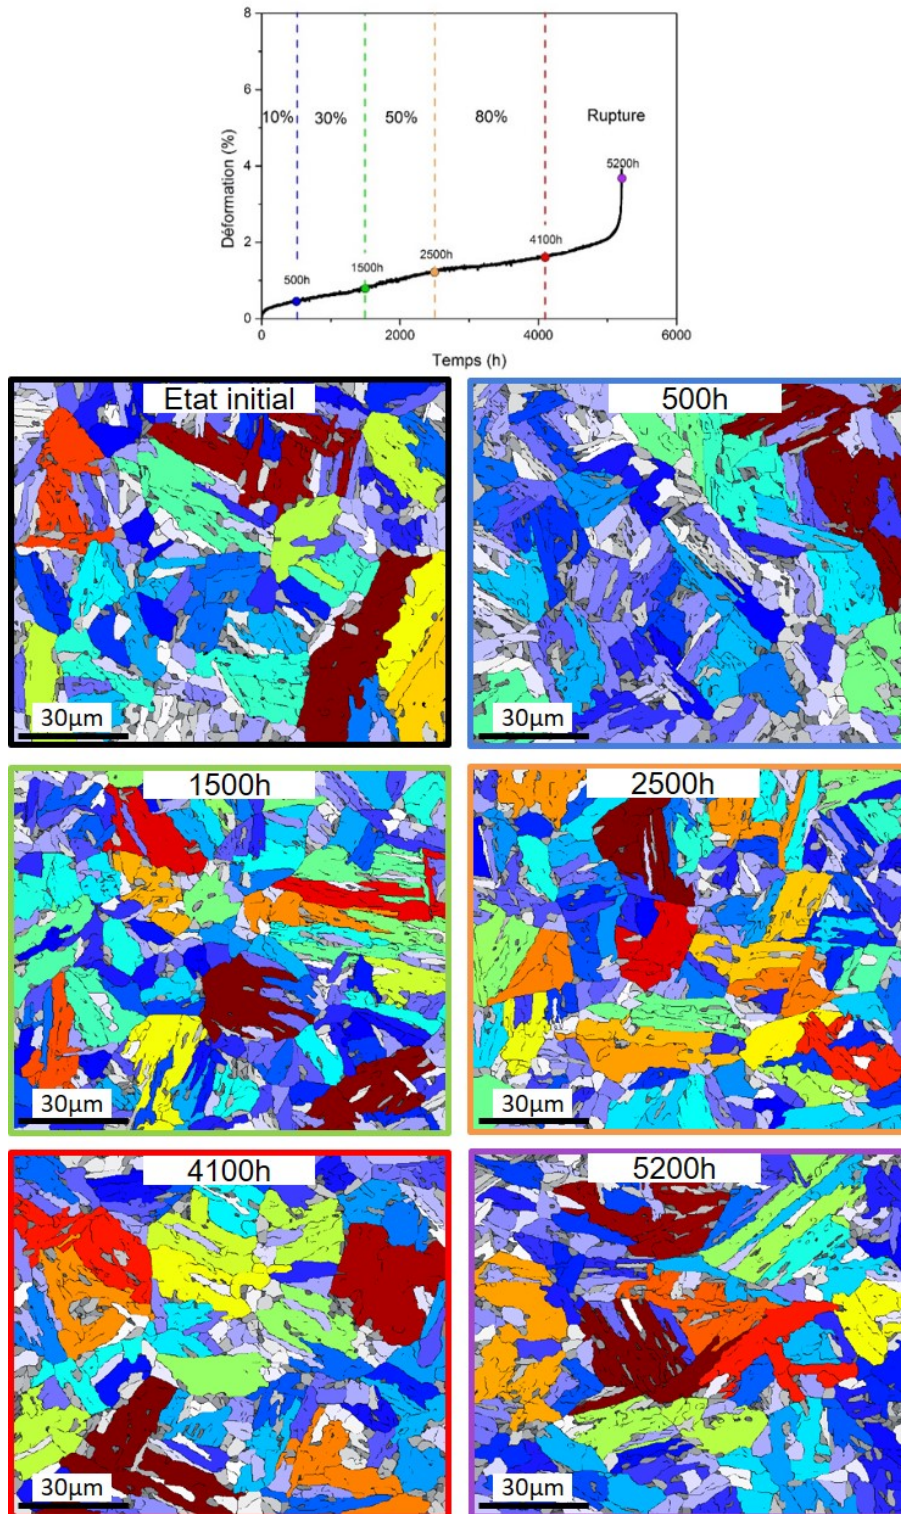 8
6
4
2
0
Déformation (%)
10%
30%
50%
80%
Rupture
500h
1500h
2500h
4100h
5200h
0
2000
4000
6000
Temps (h)
Etat initial
30µm
500h
30µm
1500h
30µm
2500h
30µm
4100h
30µm
5200h
30µm